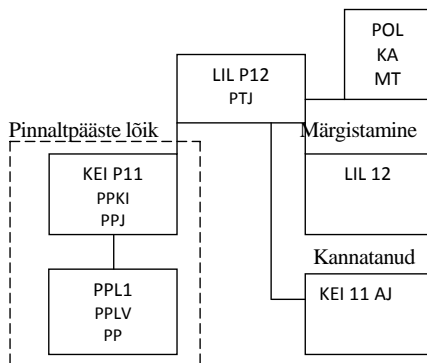 POL
KA
MT
LIL P12
PTJ
Pinnaltpääste lõik
Märgistamine
KEI P11
PPKI
PPJ
LIL 12
Kannatanud
PPL1
PPLV
PP
KEI 11 AJ